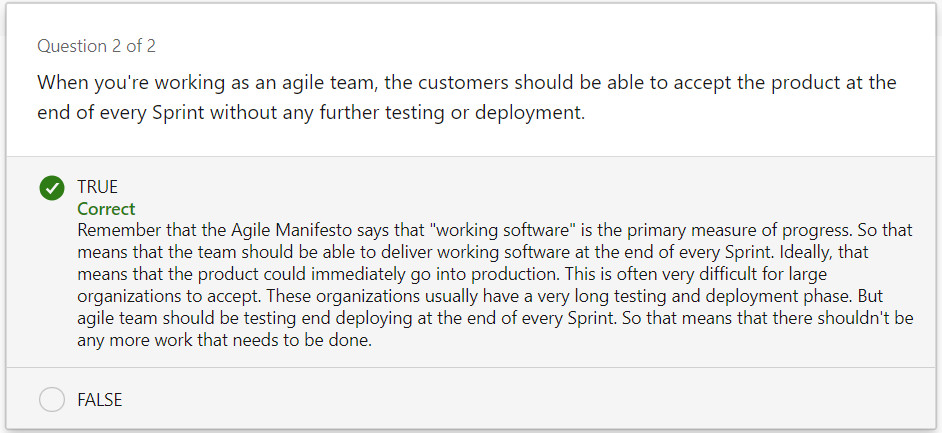 Question 2 of 2
When you're working as an agile team, the customers should be able to accept the product at the
end of every Sprint without any further testing or deployment.
TRUE
Correct
Remember that the Agile Manifesto says that "working software" is the primary measure of progress. So that
means that the team should be able to deliver working software at the end of every Sprint. Ideally, that
means that the product could immediately go into production. This is often very difficult for large
organizations to accept. These organizations usually have a very long testing and deployment phase. But
agile team should be testing end deploying at the end of every Sprint. So that means that there shouldn't be
any more work that needs to be done.
FALSE